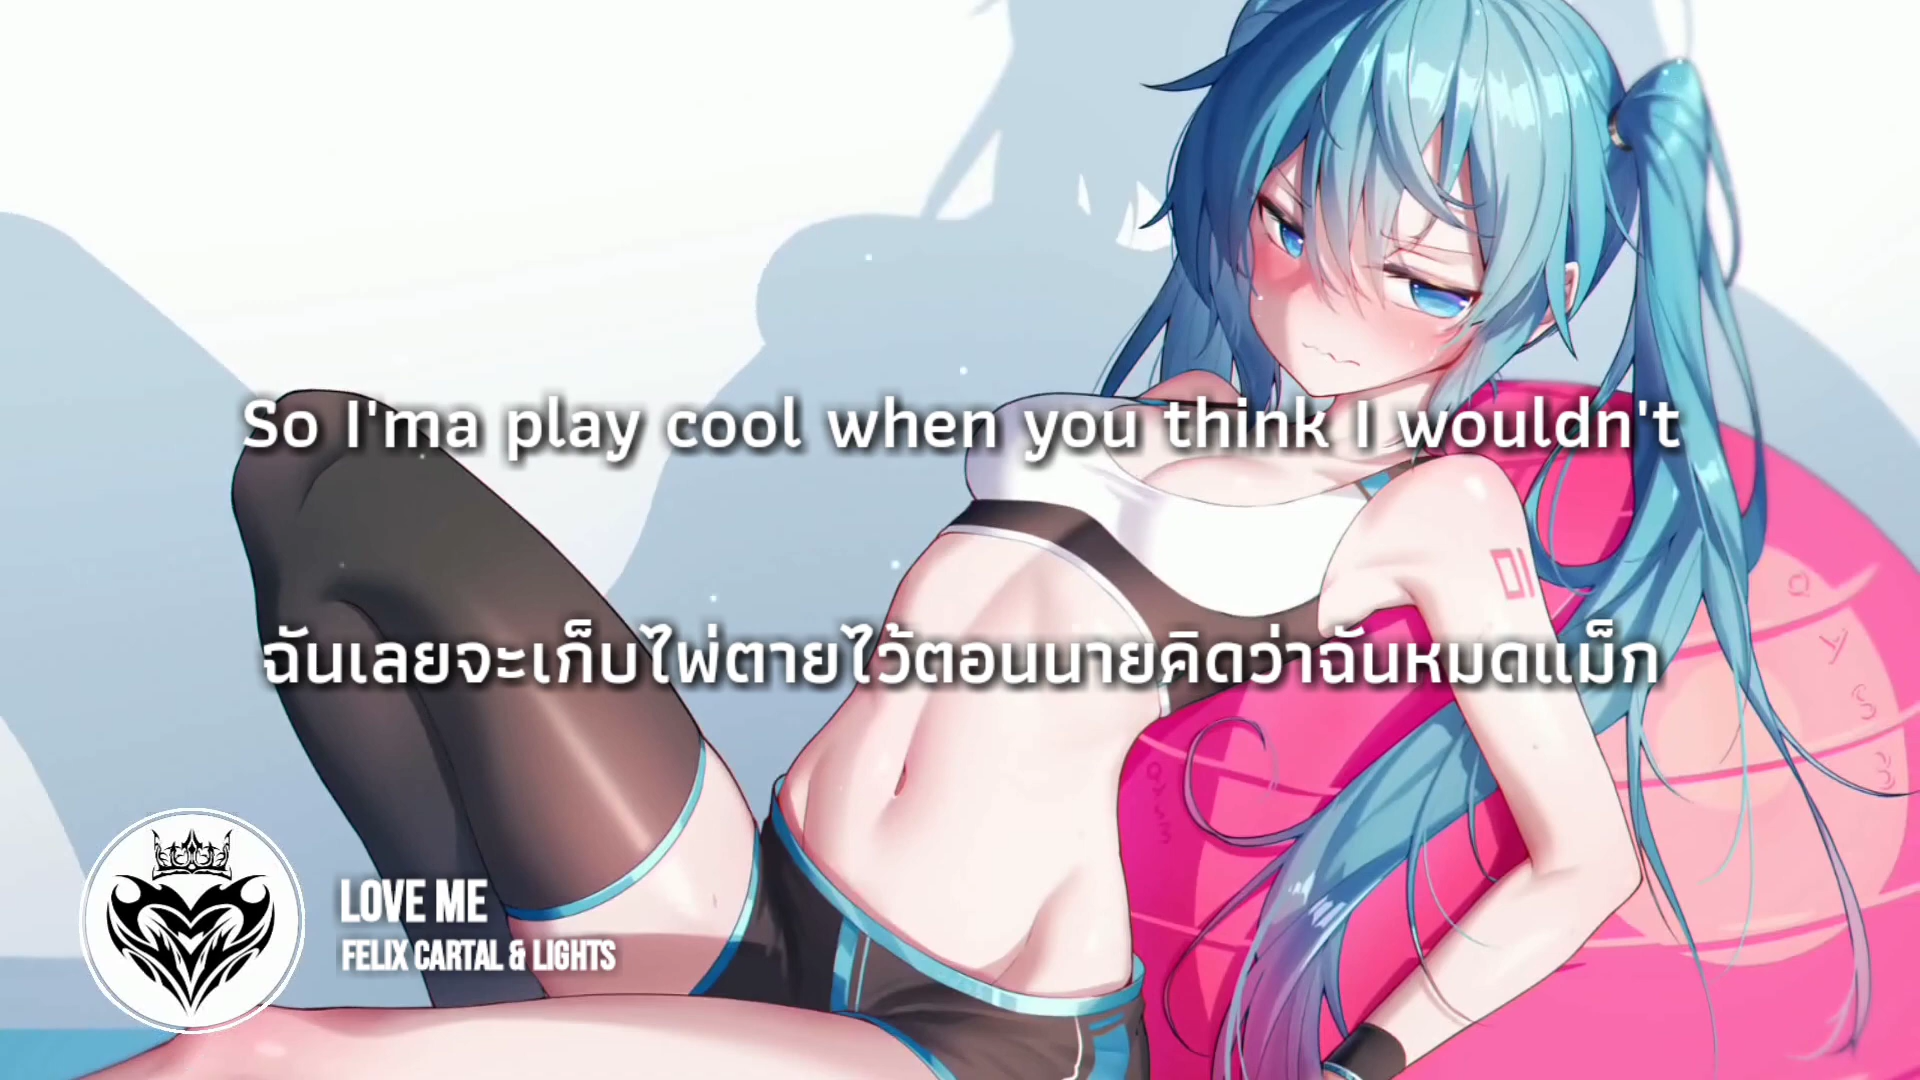 So I'ma play cool when you think I wouldn't
01
ฉันเลยจะเก็บไพ่ตายไว้ตอนนายคิดว่าฉันหมดแม็ก
LOVE ME
FELIX CARTAL & LIGHTS